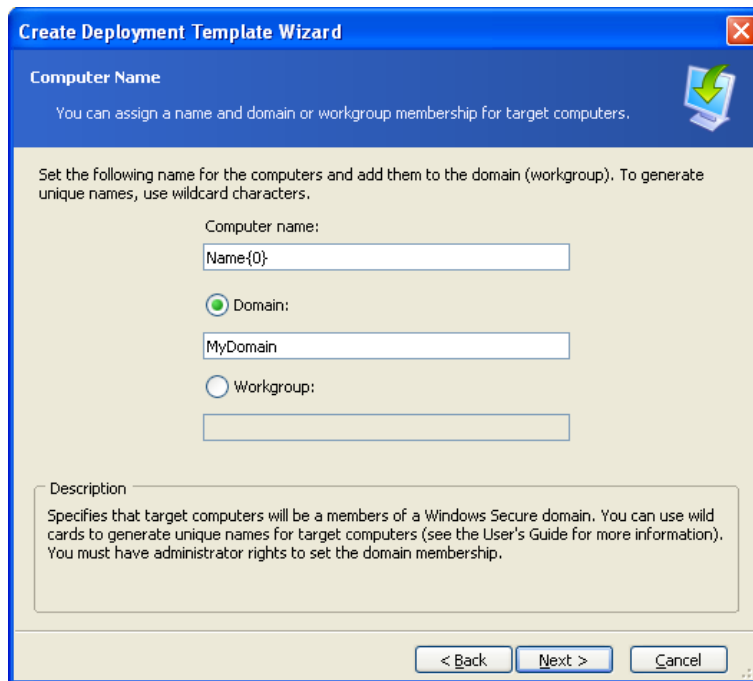 Create Deployment Template Wizard
Computer Name
You can assign a name and domain or workgroup membership for target computers.
Set the following name for the computers and add them to the domain (workgroup). To generate
unique names, use wildcard characters.
Computer name:
Name{0}
Domain:
MyDomain
Workgroup:
Description
Specifies that target computers will be a members of a Windows Secure domain. You can use wild
cards to generate unique names for target computers (see the User's Guide for more information).
You must have administrator rights to set the domain membership.
< Back Next > Cancel